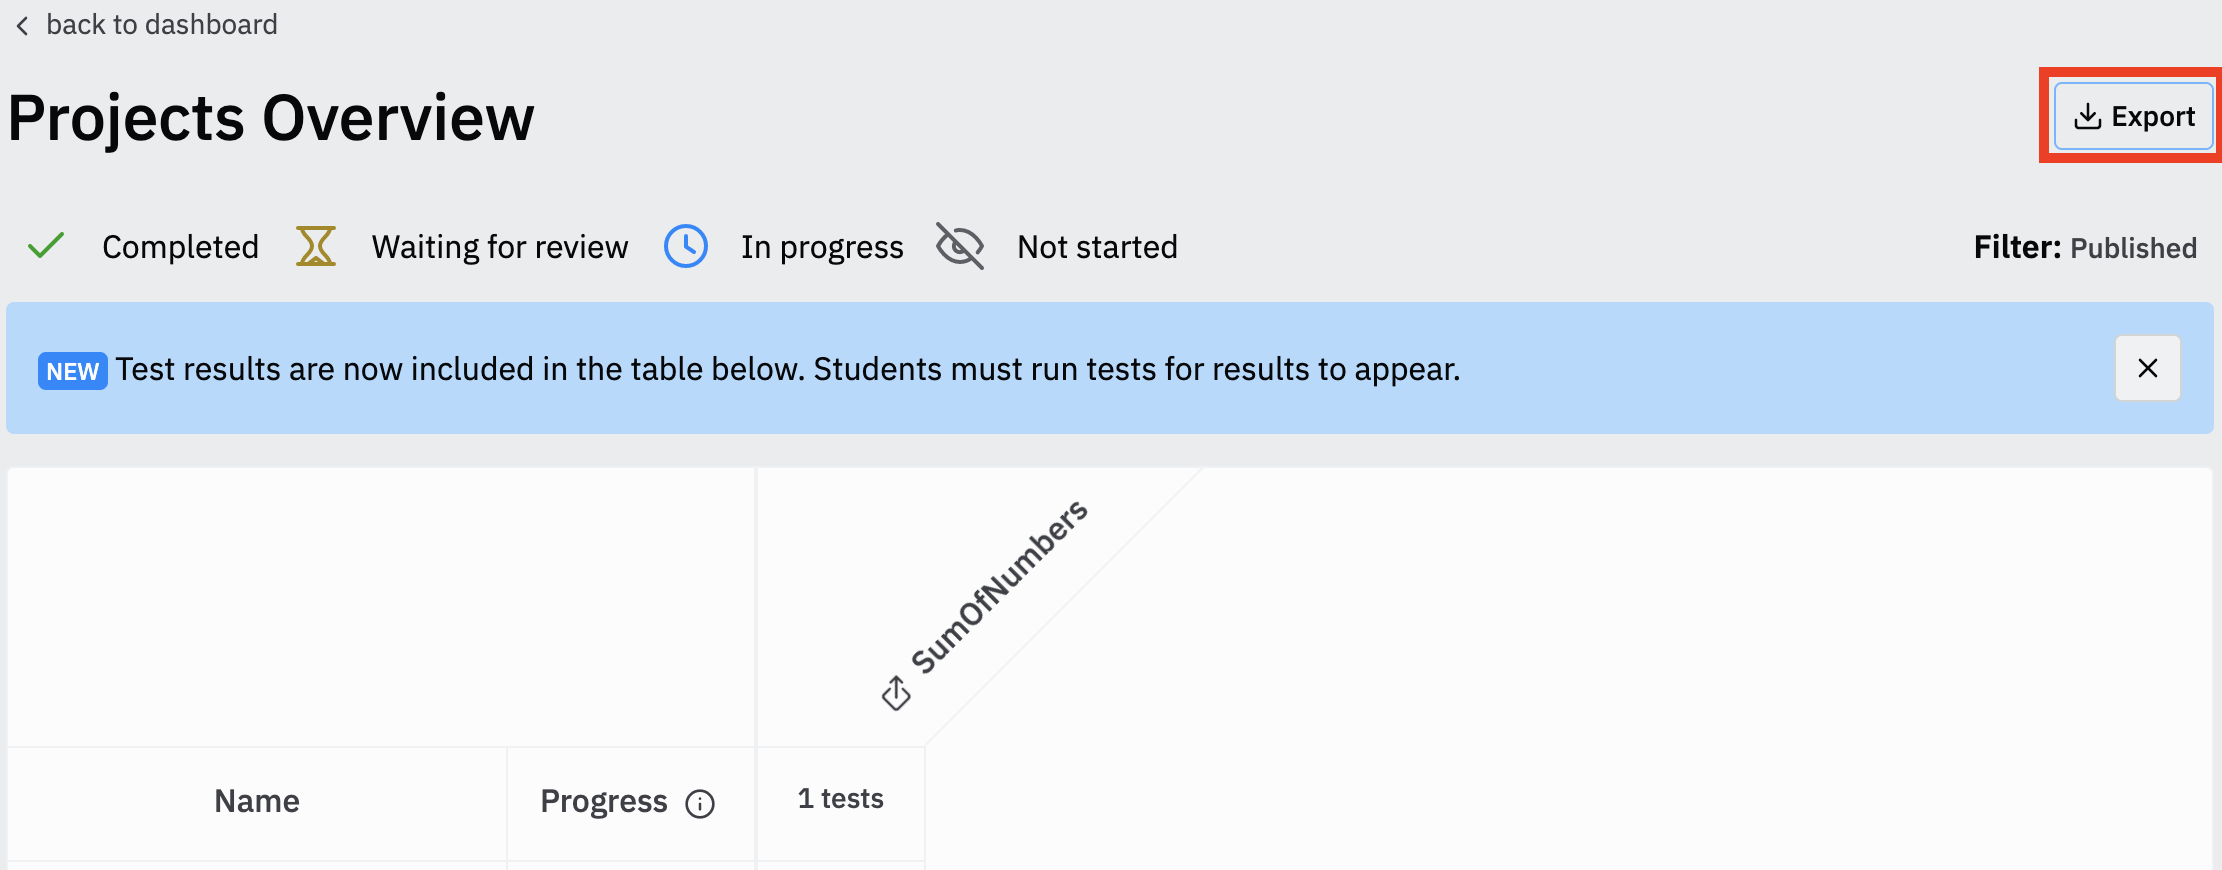 back to dashboard
Projects Overview
Export
Completed Waiting for review In progress Not started
Filter: Published
NEW Test results are now included in the table below. Students must run tests for results to appear.
SumOfNumbers
Name Progress 1 tests